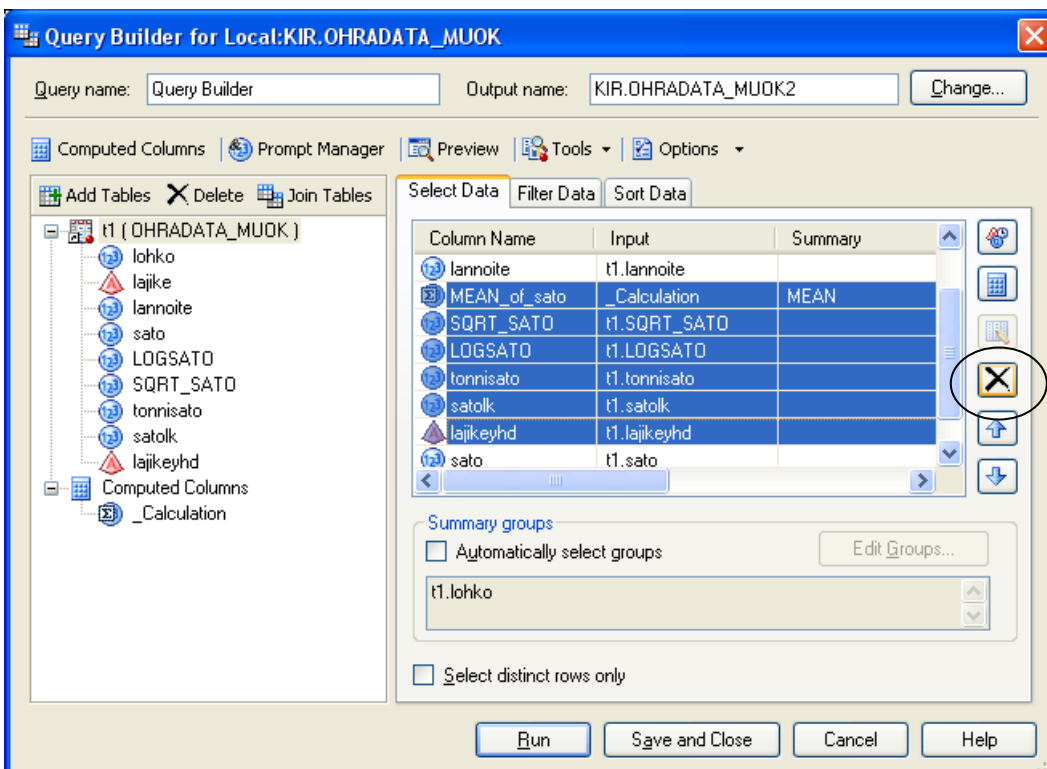 Query Builder for Local:KIR.OHRADATA_MUOK
Query name: Query Builder Output name: KIR.OHRADATA_MUOK2 Change...
Computed Columns Prompt Manager Preview Tools Options
Add Tables Delete Join Tables
t1 ( OHRADATA_MUOK )
lohko
lajike
lannoite
sato
LOGSATO
SQRT_SATO
tonnisato
satolk
lajikeyhd
Computed Columns
_Calculation
Select Data Filter Data Sort Data
Column Name Input Summary
lannoite t1.lannoite
MEAN_of_sato _Calculation MEAN
SQRT_SATO t1.SQRT_SATO
LOGSATO t1.LOGSATO
tonnisato t1.tonnisato
satolk t1.satolk
lajikeyhd t1.lajikeyhd
sato t1.sato
Summary groups
Automatically select groups Edit Groups...
t1.lohko
Select distinct rows only
Run Save and Close Cancel Help